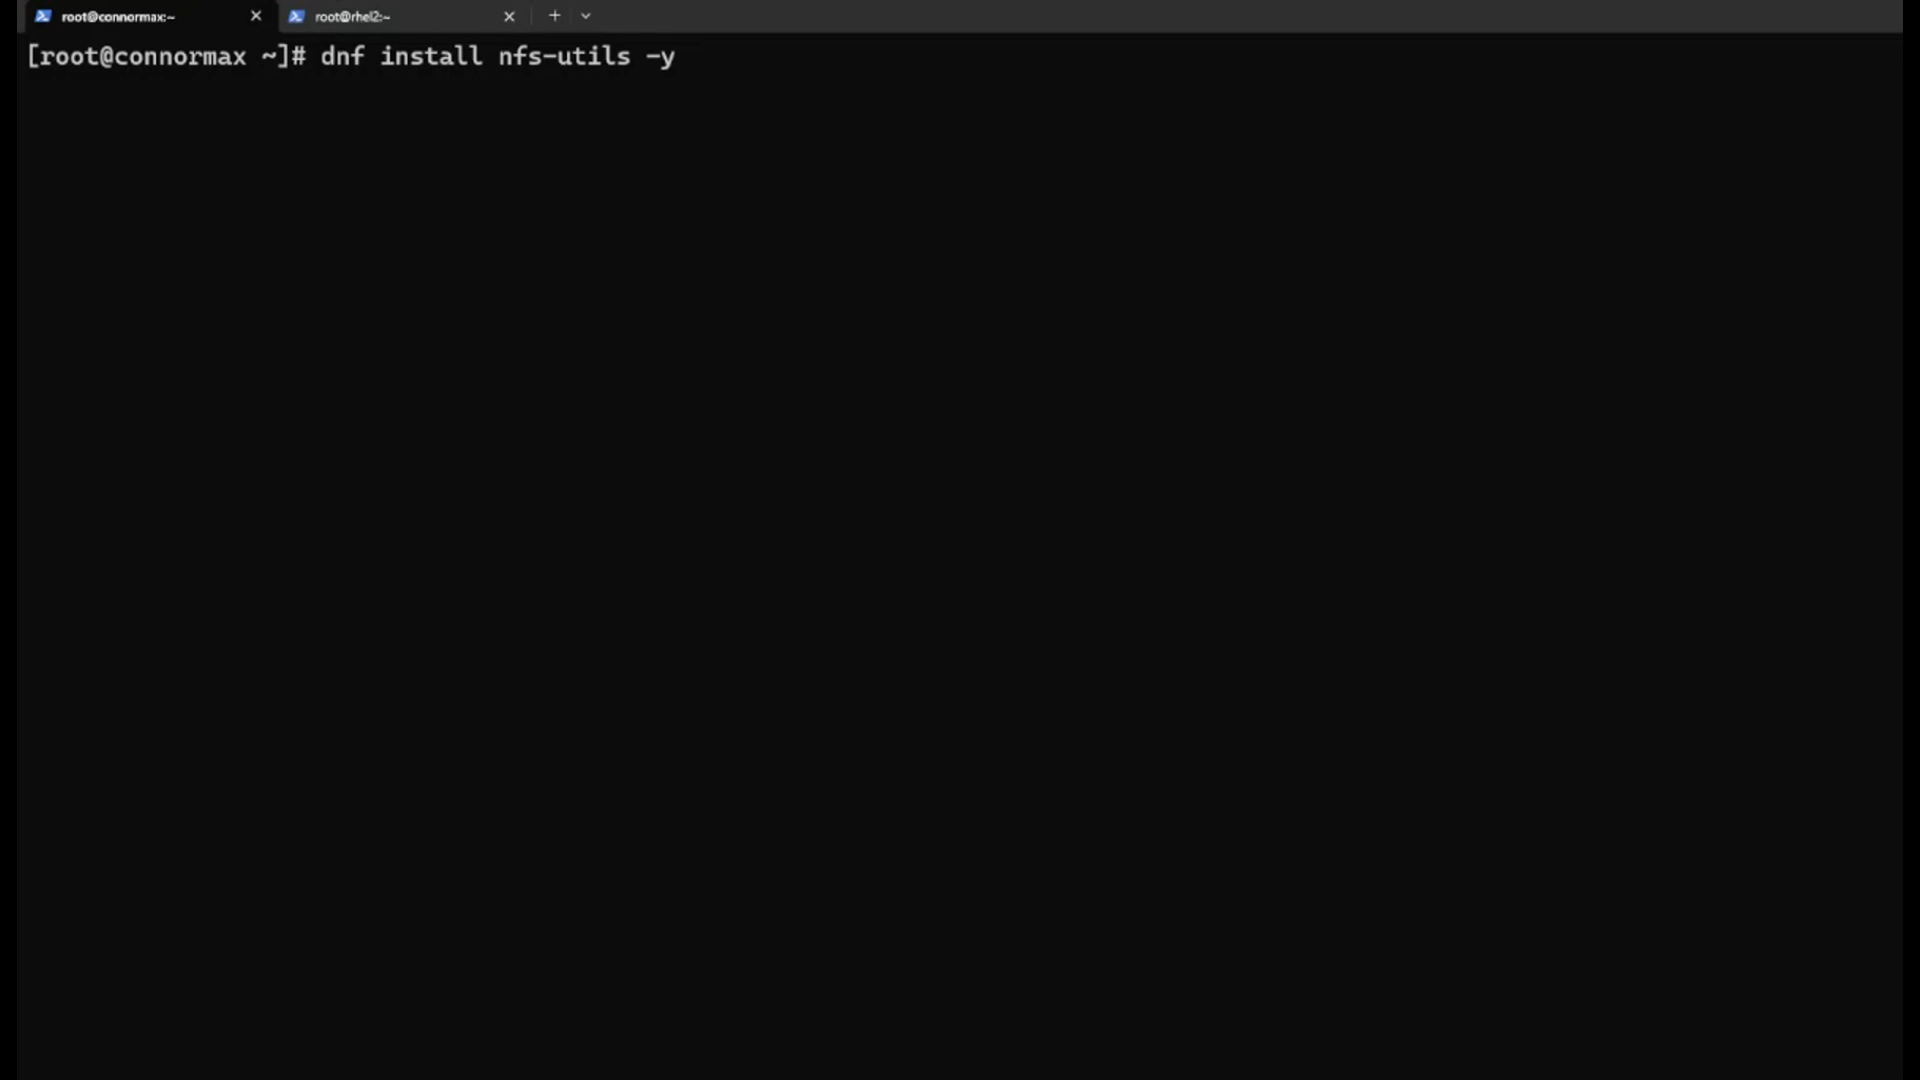 root@connormax:~ root@rhel2:~
[root@connormax ~]# dnf install nfs-utils -y